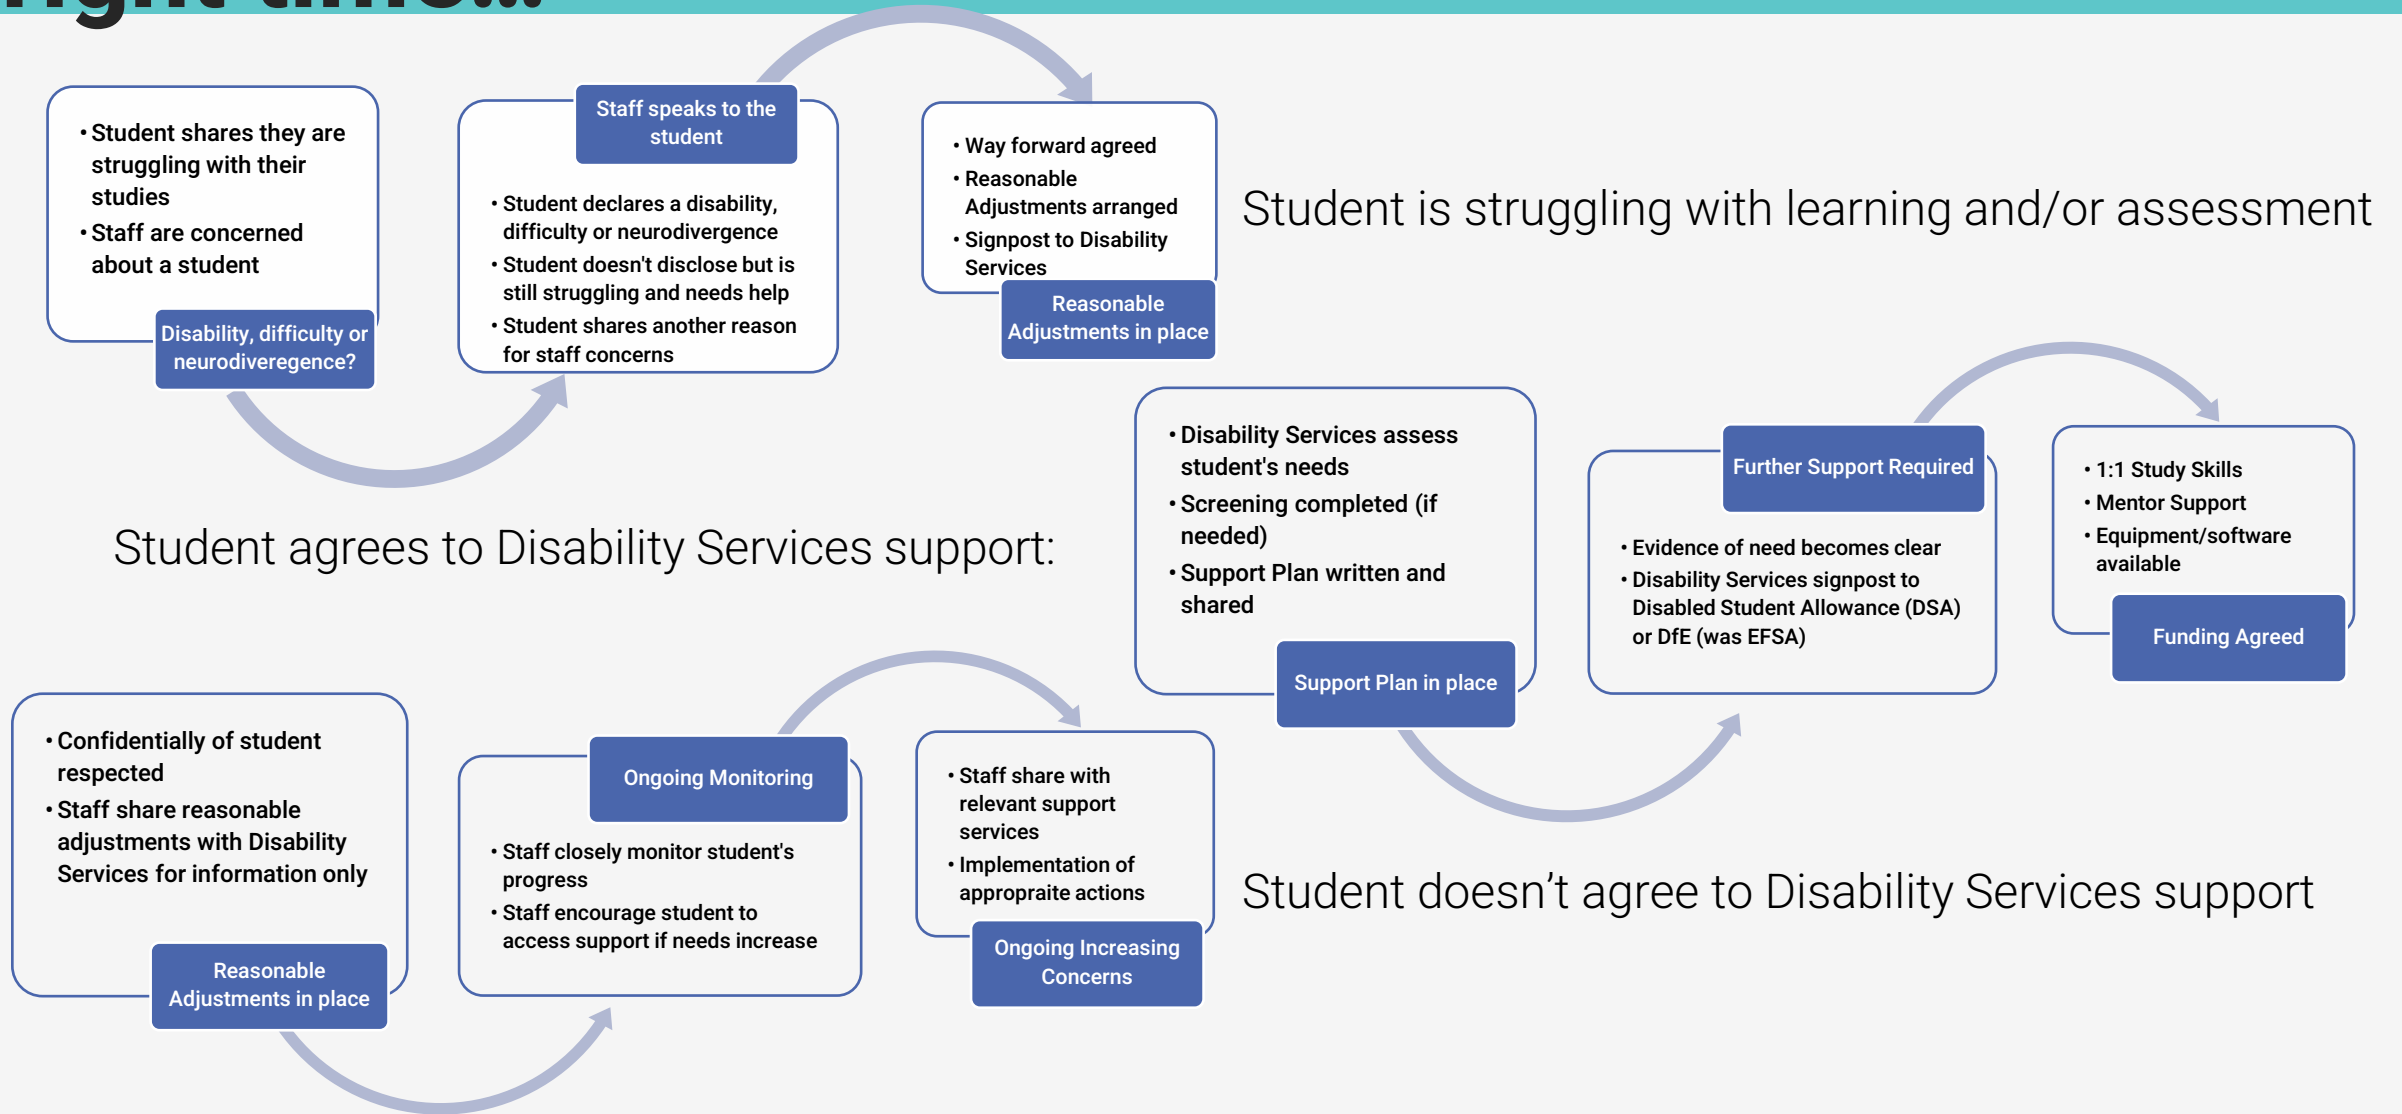 right time...
• Student shares they are
struggling with their
studies
• Staff are concerned
about a student
Disability, difficulty or
neurodiveregence?
Staff speaks to the
student
• Student declares a disability,
difficulty or neurodivergence
• Student doesn't disclose but is
still struggling and needs help
• Student shares another reason
for staff concerns
• Way forward agreed
• Reasonable
Adjustments arranged
• Signpost to Disability
Services
Reasonable
Adjustments in place
Student is struggling with learning and/or assessment
Student agrees to Disability Services support:
• Disability Services assess
student's needs
• Screening completed (if
needed)
• Support Plan written and
shared
Support Plan in place
Further Support Required
• Evidence of need becomes clear
• Disability Services signpost to
Disabled Student Allowance (DSA)
or DfE (was EFSA)
• 1:1 Study Skills
• Mentor Support
• Equipment/software
available
Funding Agreed
• Confidentially of student
respected
• Staff share reasonable
adjustments with Disability
Services for information only
Reasonable
Adjustments in place
Ongoing Monitoring
• Staff closely monitor student's
progress
• Staff encourage student to
access support if needs increase
• Staff share with
relevant support
services
• Implementation of
appropraite actions
Ongoing Increasing
Concerns
Student doesn’t agree to Disability Services support